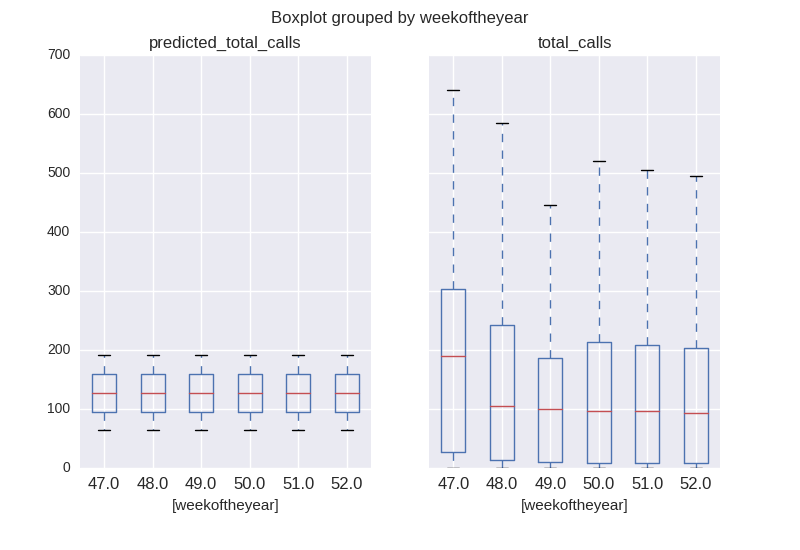 Boxplot grouped by weekoftheyear
predicted_total_calls
total_calls
700
600
500
400
300
200
100
0
47.0 48.0 49.0 50.0 51.0 52.0
[weekoftheyear]
47.0 48.0 49.0 50.0 51.0 52.0
[weekoftheyear]